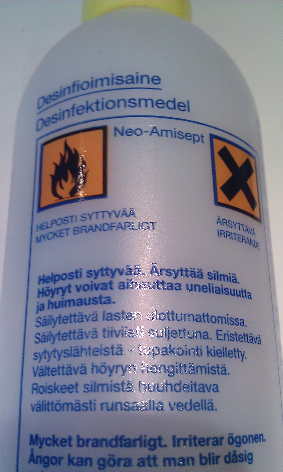 Desinfioimisaine
Desinfektionsmedel
Neo-Amisept
HELPOSTI SYTTYVÄÄ
MYCKET BRANDFARLIGT
ÄRSYTTÄVÄ
IRRITERANDE
Helposti syttyvää. Ärsyttää silmiä.
Höyryt voivat aiheuttaa uneliaisuutta
ja huimausta.
Säilytettävä lasten ulottumattomissa.
Säilytettävä tiiviisti suljettuna. Eristettävä
sytytyslähteistä - tupakointi kielletty.
Vältettävä höyryn hengittämistä.
Roiskeet silmistä huuhdeltava
välittömästi runsaalla vedellä.
Mycket brandfarligt. Irriterar ögonen.
Ångor kan göra att man blir dåsig